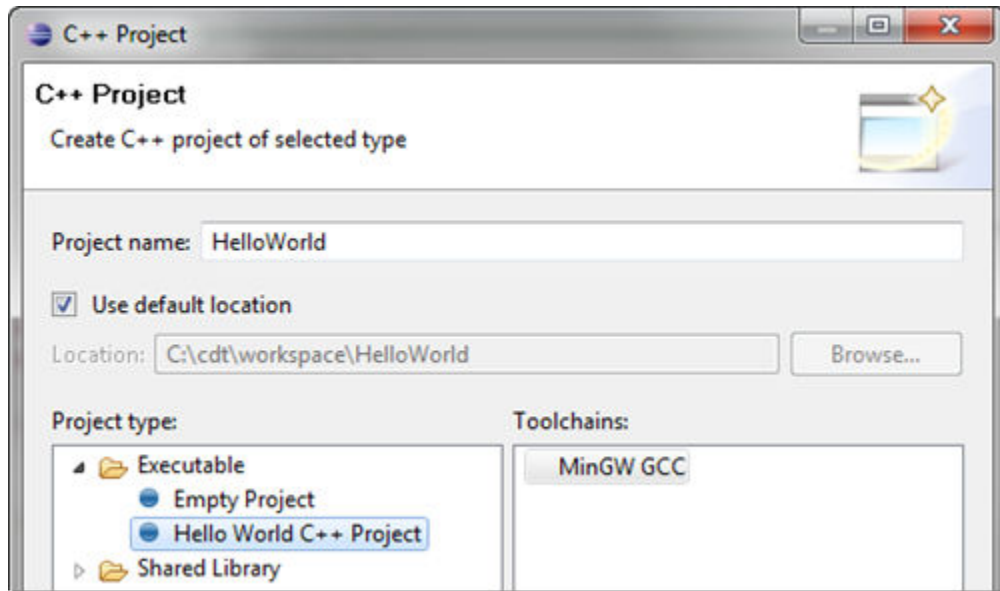 C++ Project
C++ Project
Create C++ project of selected type
Project name: HelloWorld
Use default location
Location: C:\cdt\workspace\HelloWorld Browse...
Project type: Toolchains:
Executable MinGW GCC
Empty Project
Hello World C++ Project
Shared Library